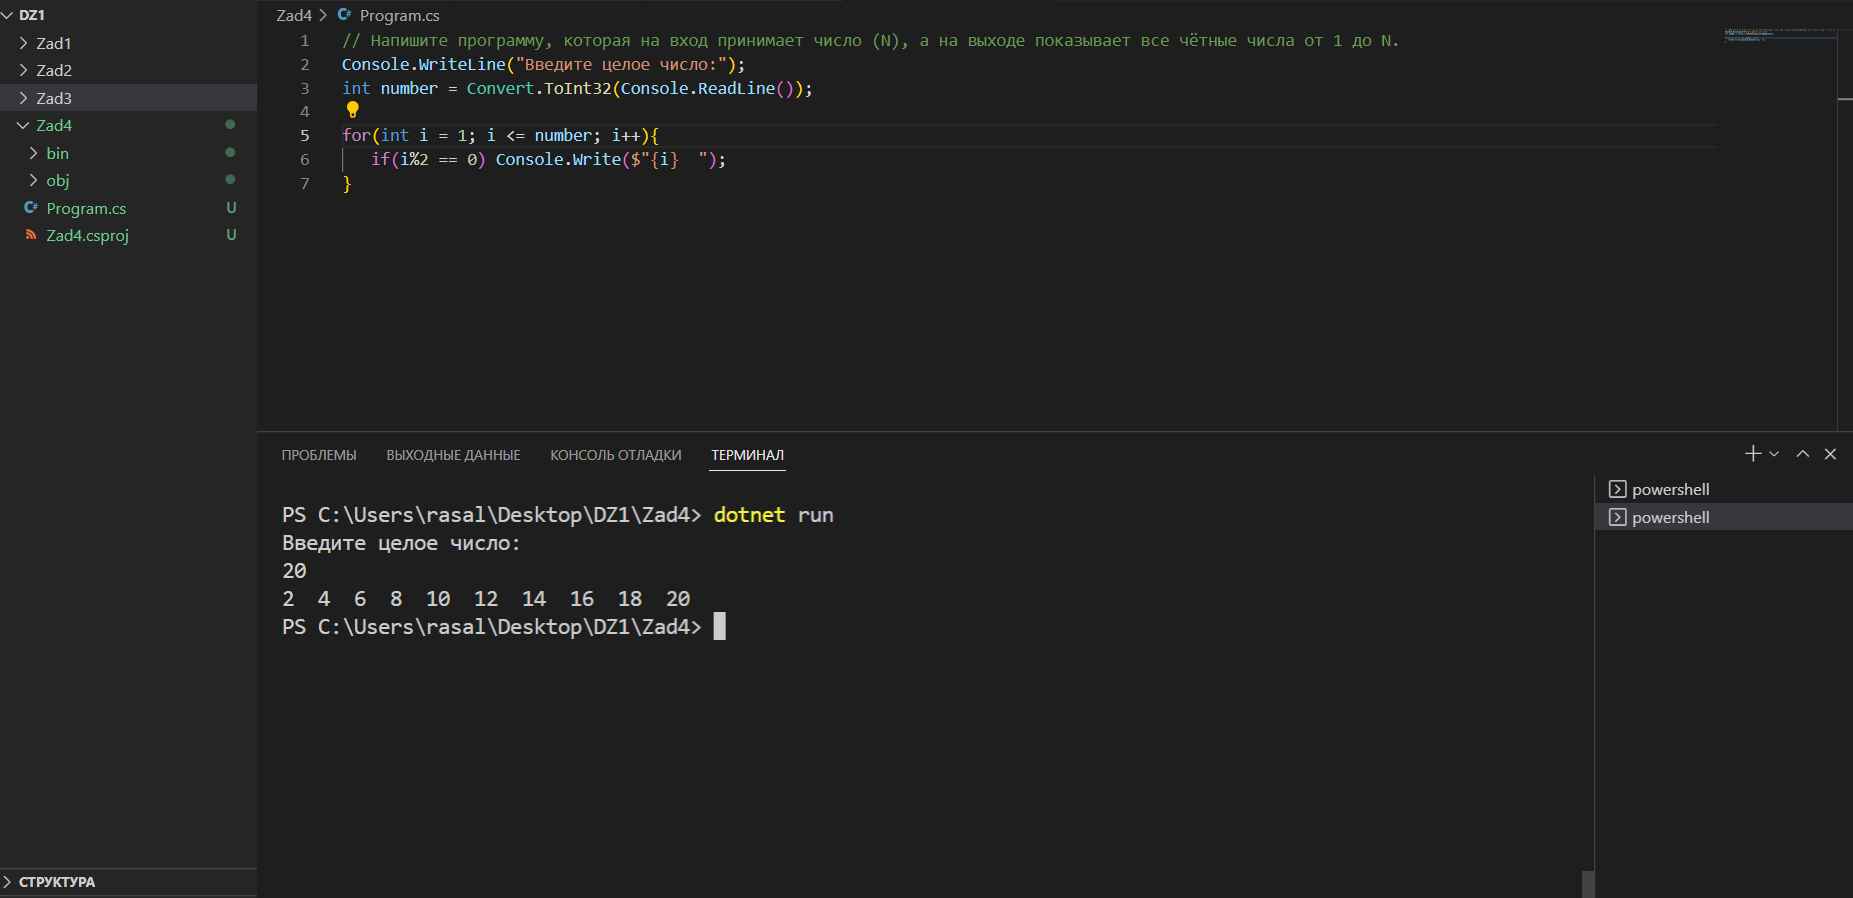 DZ1
Zad1
Zad2
Zad3
Zad4
bin
obj
C# Program.cs U
Zad4.csproj U
СТРУКТУРА
Zad4 > C# Program.cs
1 // Напишите программу, которая на вход принимает число (N), а на выходе показывает все чётные числа от 1 до N.
2 Console.WriteLine("Введите целое число:");
3 int number = Convert.ToInt32(Console.ReadLine());
4
5 for(int i = 1; i <= number; i++){
6    if(i%2 == 0) Console.Write($"{i}  ");
7 }
ПРОБЛЕМЫ ВЫХОДНЫЕ ДАННЫЕ КОНСОЛЬ ОТЛАДКИ ТЕРМИНАЛ
PS C:\Users\rasal\Desktop\DZ1\Zad4> dotnet run
Введите целое число:
20
2  4  6  8  10  12  14  16  18  20
PS C:\Users\rasal\Desktop\DZ1\Zad4>
powershell
powershell